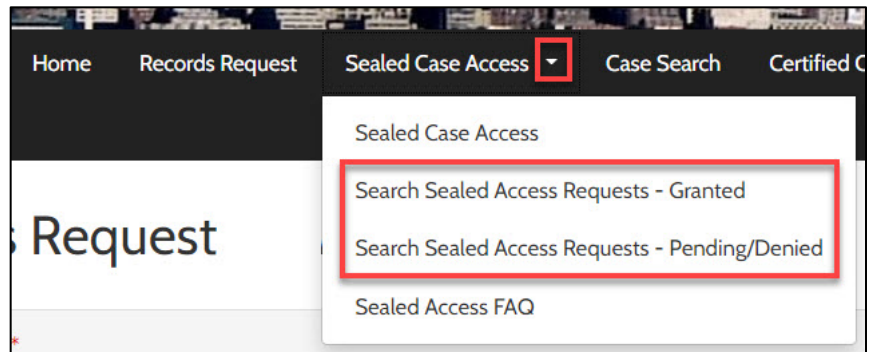 Home Records Request Sealed Case Access Case Search Certified
Sealed Case Access
Search Sealed Access Requests - Granted
Request
Search Sealed Access Requests - Pending/Denied
Sealed Access FAQ
*